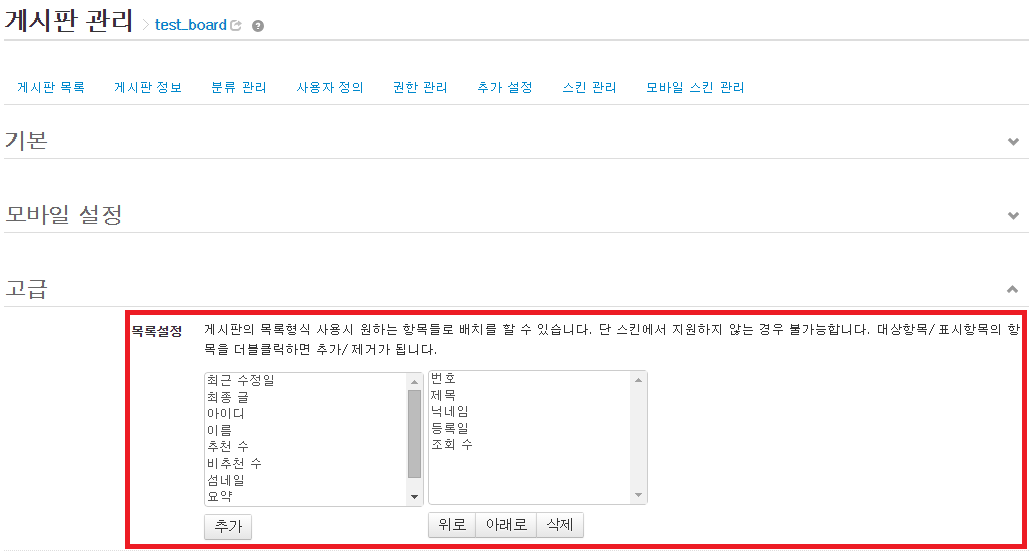 게시판 관리 > test_board
게시판 목록 게시판 정보 분류 관리 사용자 정의 권한 관리 추가 설정 스킨 관리 모바일 스킨 관리
기본
모바일 설정
고급
목록설정
게시판의 목록형식 사용시 원하는 항목들로 배치를 할 수 있습니다. 단 스킨에서 지원하지 않는 경우 불가능합니다. 대상항목/표시항목의 항
목을 더블클릭하면 추가/제거가 됩니다.
최근 수정일
최종 글
아이디
이름
추천 수
비추천 수
섬네일
요약
추가
번호
제목
닉네임
등록일
조회 수
위로 아래로 삭제